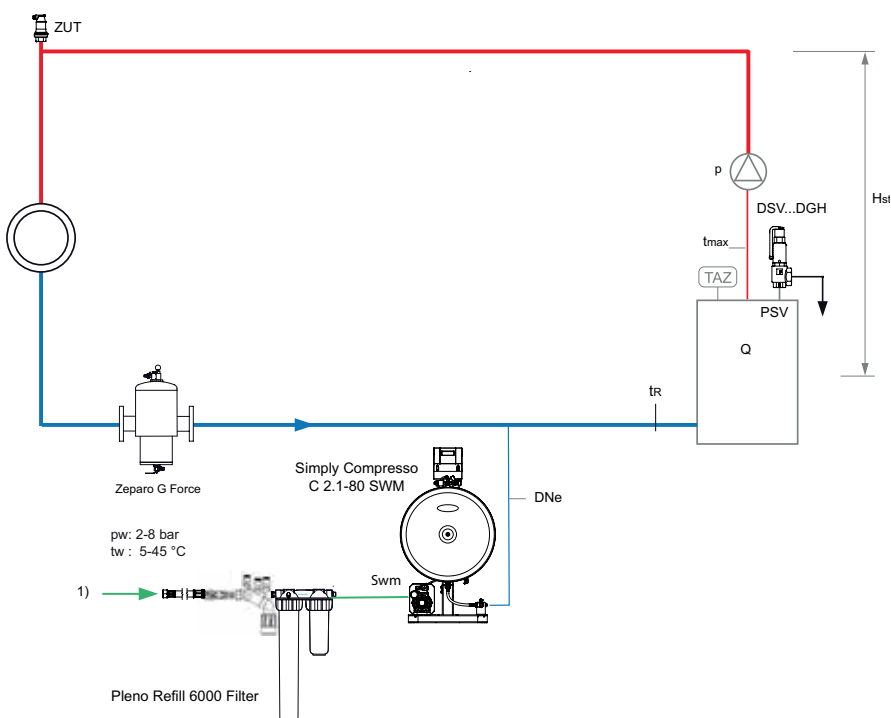 ZUT
p
Hst
DSV...DGH
tmax
TAZ
PSV
Q
tR
Zeparo G Force
Simply Compresso
C 2.1-80 SWM
DNe
pw: 2-8 bar
tw : 5-45 °C
Swm
1)
Pleno Refill 6000 Filter